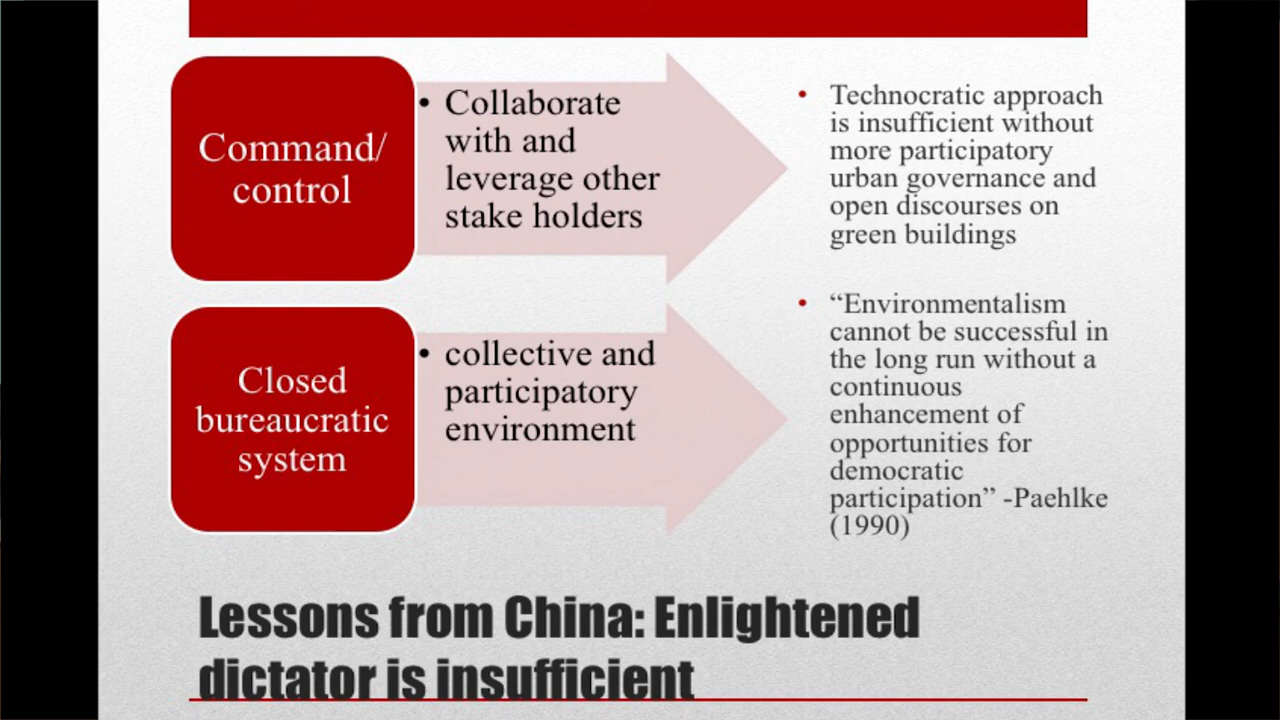 Command/
control
• Collaborate
with and
leverage other
stake holders
• Technocratic approach
is insufficient without
more participatory
urban governance and
open discourses on
green buildings
Closed
bureaucratic
system
• collective and
participatory
environment
• “Environmentalism
cannot be successful in
the long run without a
continuous
enhancement of
opportunities for
democratic
participation” -Paehlke
(1990)
Lessons from China: Enlightened
dictator is insufficient